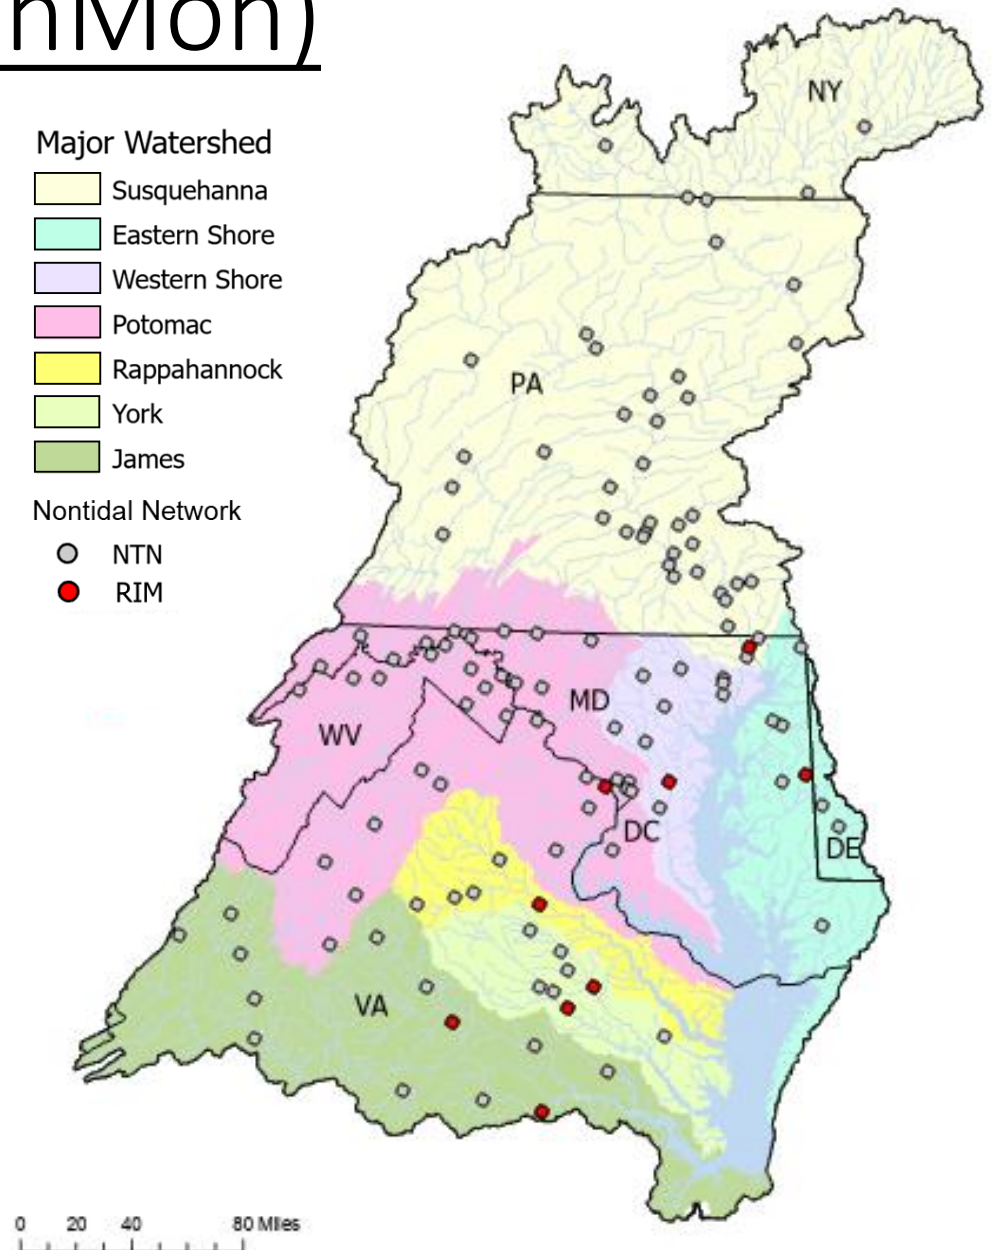 nMon)
NY
Major Watershed
Susquehanna
Eastern Shore
Western Shore
Potomac
Rappahannock
York
James
Nontidal Network
NTN
RIM
PA
MD
WV
DC
DE
VA
0 20 40 80 Miles